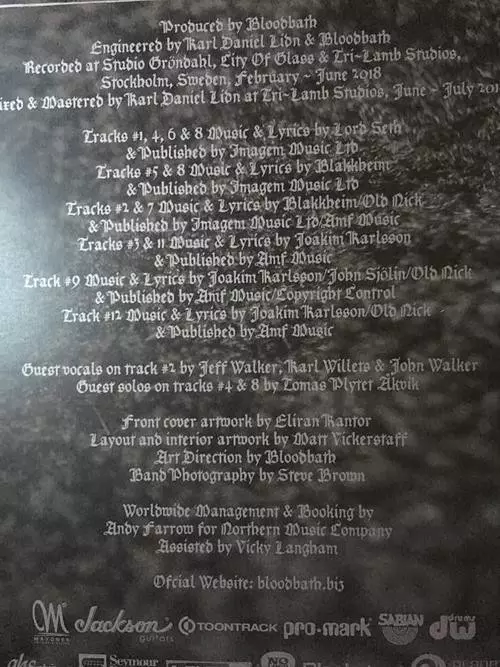 Produced by Bloodbath
Engineered by Karl Daniel Lidn & Bloodbath
Recorded at Studio Gröndahl, City Of Glass & Tri-Lamb Studios,
Stockholm, Sweden, February - June 2018
ixed & Mastered by Karl Daniel Lidn at Tri-Lamb Studios, June - July 201
Tracks #1, 4, 6 & 8 Music & Lyrics by Lord Seth
& Published by Imagem Music Ltd
Tracks #5 & 8 Music & Lyrics by Blakkheim
& Published by Imagem Music Ltd
Tracks #2 & 7 Music & Lyrics by Blakkheim/Old Nick
& Published by Imagem Music Ltd/Amf Music
Tracks #3 & 11 Music & Lyrics by Joakim Karlsson
& Published by Amf Music
Track #9 Music & Lyrics by Joakim Karlsson/John Sjölin/Old Nick
& Published by Amf Music/Copyright Control
Track #12 Music & Lyrics by Joakim Karlsson/Old Nick
& Published by Amf Music
Guest vocals on track #2 by Jeff Walker, Karl Willets & John Walker
Guest solos on tracks #4 & 8 by Tomas Plytet Åkvik
Front cover artwork by Eliran Kantor
Layout and interior artwork by Matt Vickerstaff
Art Direction by Bloodbath
Band Photography by Steve Brown
Worldwide Management & Booking by
Andy Farrow for Northern Music Company
Assisted by Vicky Langham
Ofcial Website: bloodbath.biz
M MAYONES Jackson guitars TOONTRACK pro·mark SABIAN drums dw
ghs Seymour